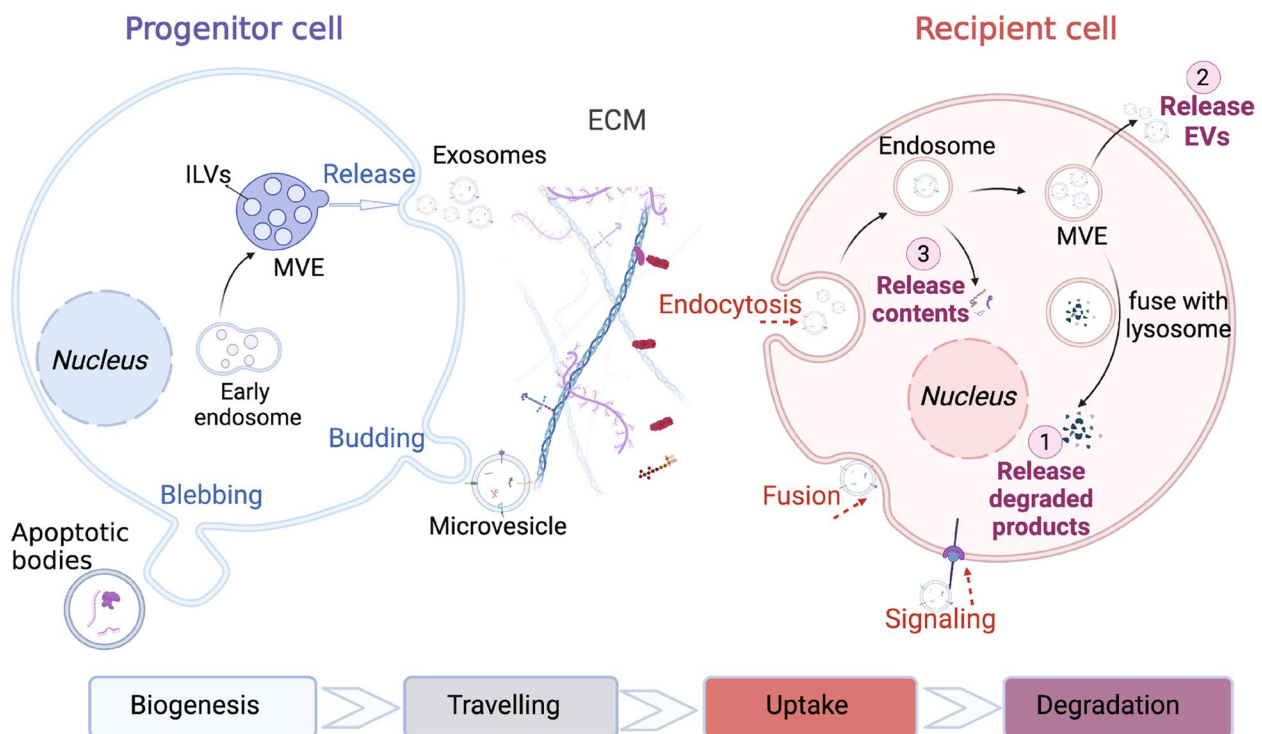 Progenitor cell
Recipient cell
ECM
ILVs
Release
Exosomes
MVE
Nucleus
Early
endosome
Budding
Blebbing
Microvesicle
Apoptotic
bodies
2
Release
EVs
Endosome
MVE
3
Release
contents
Endocytosis
fuse with
lysosome
Nucleus
1
Release
degraded
products
Fusion
Signaling
Biogenesis
Travelling
Uptake
Degradation